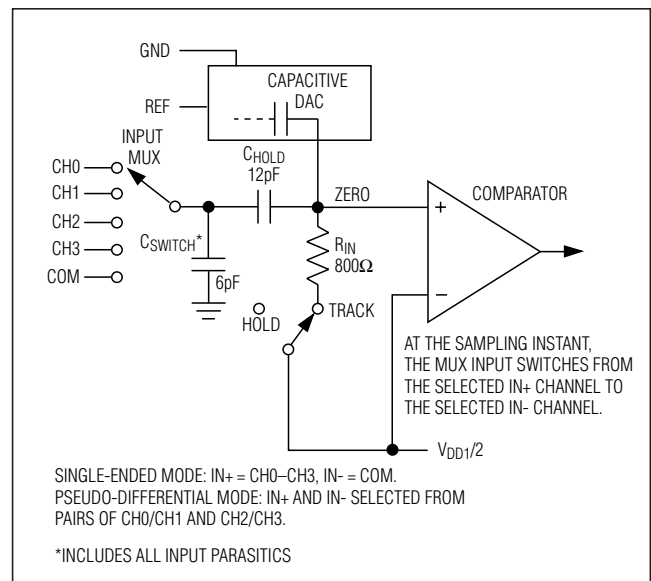 GND
CAPACITIVE
DAC
REF
INPUT
MUX
CHOLD
12pF
CH0
CH1
CH2
CH3
COM
CSWITCH*
6pF
ZERO
RIN
800Ω
HOLD
TRACK
COMPARATOR
+
−
AT THE SAMPLING INSTANT,
THE MUX INPUT SWITCHES FROM
THE SELECTED IN+ CHANNEL TO
THE SELECTED IN- CHANNEL.
VDD1/2
SINGLE-ENDED MODE: IN+ = CH0–CH3, IN- = COM.
PSEUDO-DIFFERENTIAL MODE: IN+ AND IN- SELECTED FROM
PAIRS OF CH0/CH1 AND CH2/CH3.
*INCLUDES ALL INPUT PARASITICS